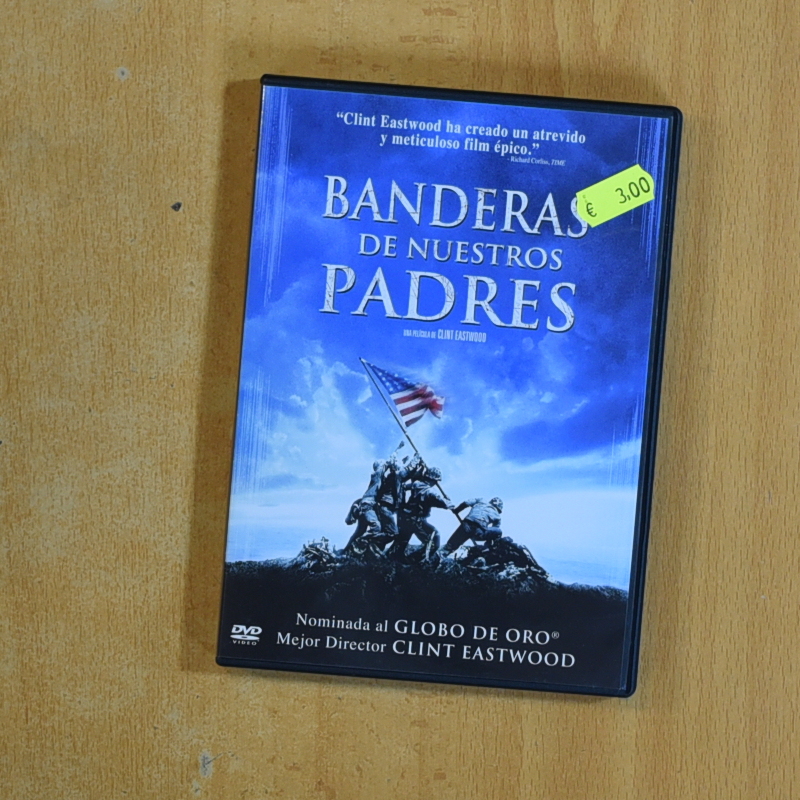 “Clint Eastwood ha creado un atrevido
y meticuloso film épico.”
- Richard Corliss, TIME
BANDERAS
€ 3,00
DE NUESTROS
PADRES
UNA PELÍCULA DE CLINT EASTWOOD
Nominada al GLOBO DE ORO®
Mejor Director CLINT EASTWOOD
DVD
VIDEO